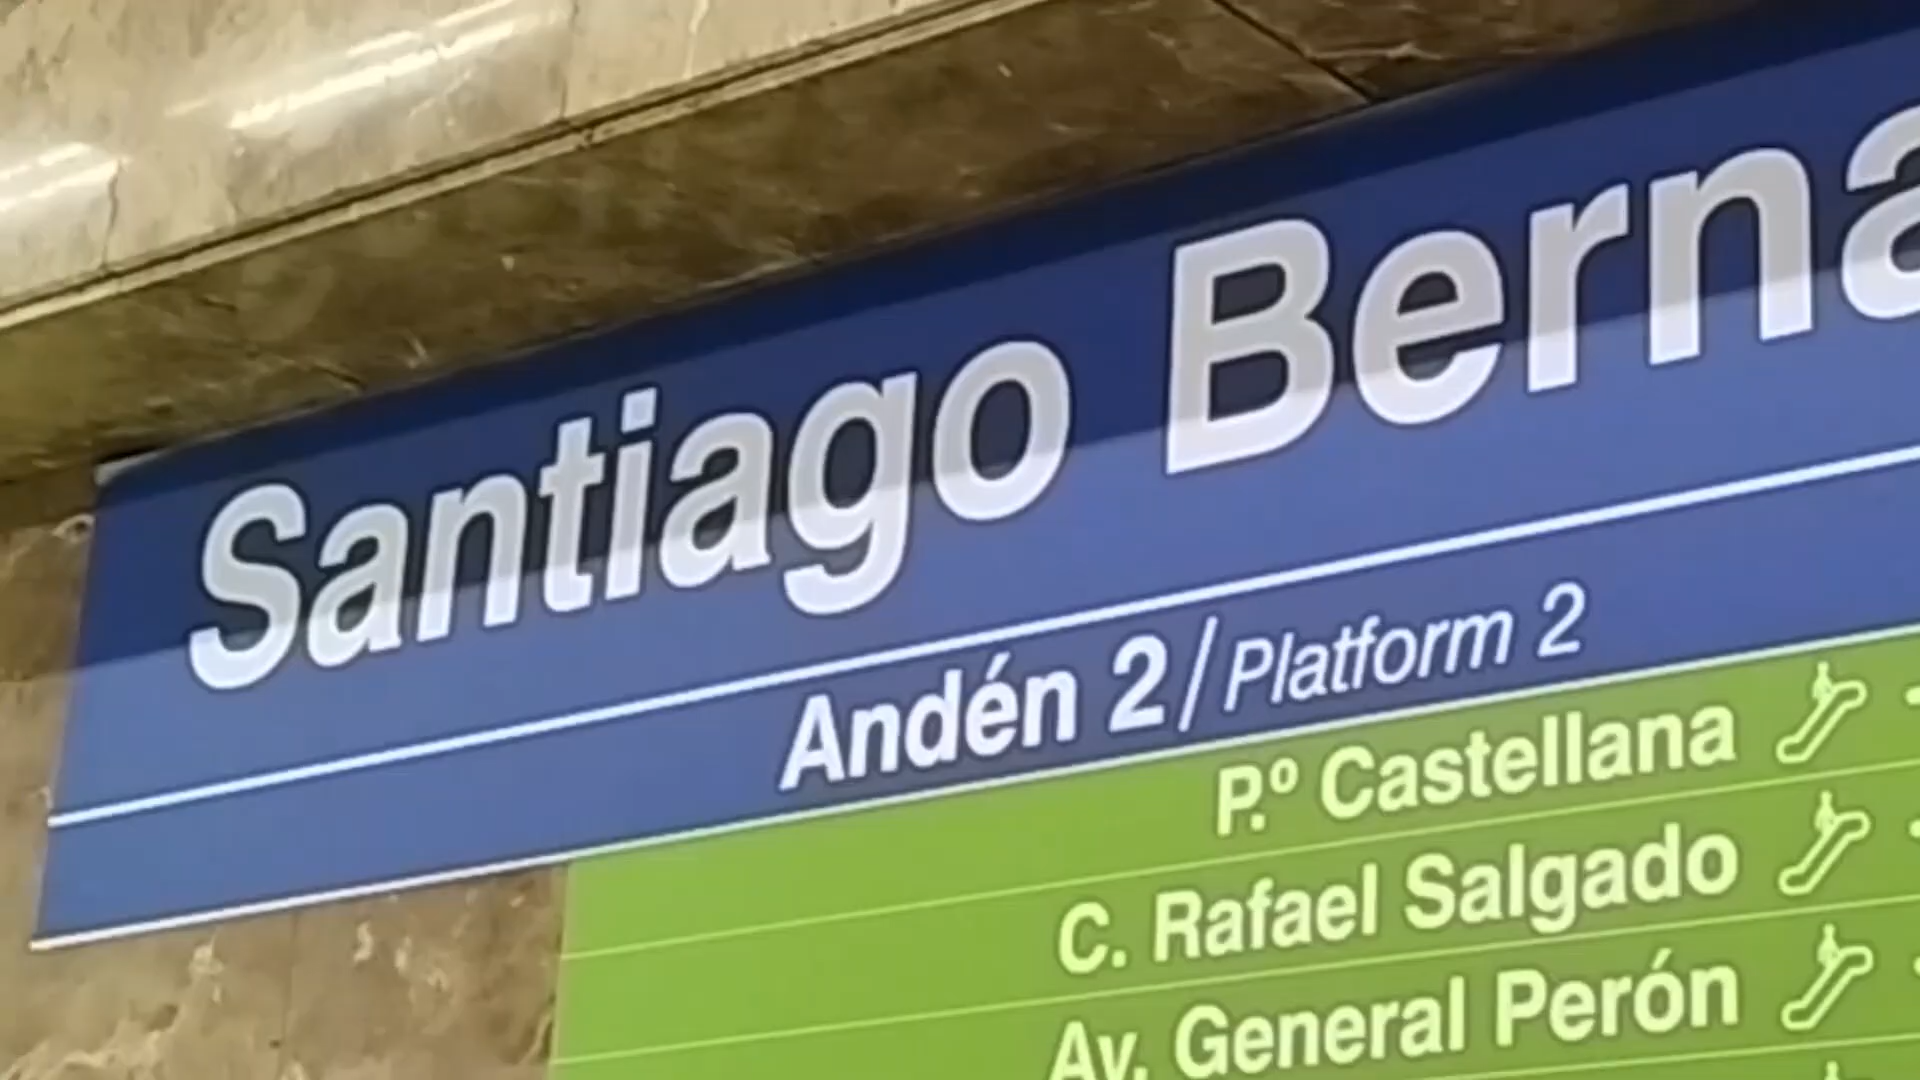 Santiago Berna
Andén 2/Platform 2
P.º Castellana
C. Rafael Salgado
Av. General Perón